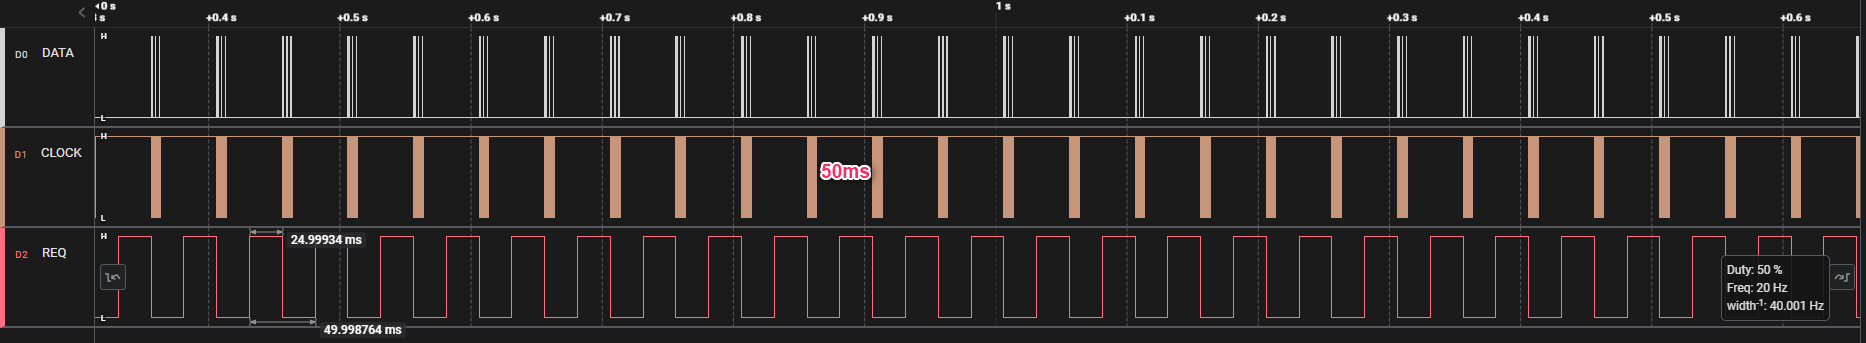 0 s
s +0.4 s +0.5 s +0.6 s +0.7 s +0.8 s +0.9 s 1 s +0.1 s +0.2 s +0.3 s +0.4 s +0.5 s +0.6 s
H
D0 DATA
L
H
D1 CLOCK
50ms
L
H
24.99934 ms
D2 REQ
Duty: 50 %
Freq: 20 Hz
width⁻¹: 40.001 Hz
L
49.998764 ms